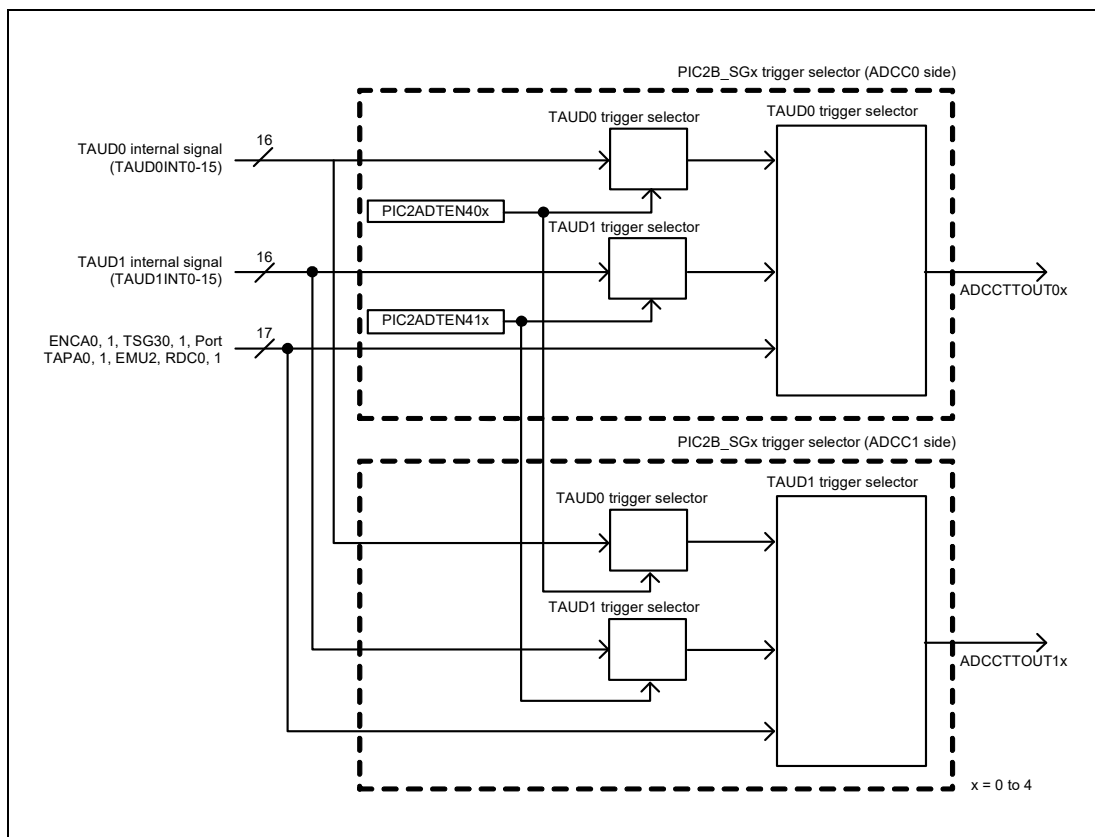 PIC2B_SGx trigger selector (ADCC0 side)
TAUD0 trigger selector
TAUD0 trigger selector
16
TAUD0 internal signal
(TAUD0INT0-15)
PIC2ADTEN40x
TAUD1 trigger selector
16
TAUD1 internal signal
(TAUD1INT0-15)
ADCCTTOUT0x
PIC2ADTEN41x
17
ENCA0, 1, TSG30, 1, Port
TAPA0, 1, EMU2, RDC0, 1
PIC2B_SGx trigger selector (ADCC1 side)
TAUD1 trigger selector
TAUD0 trigger selector
TAUD1 trigger selector
ADCCTTOUT1x
x = 0 to 4